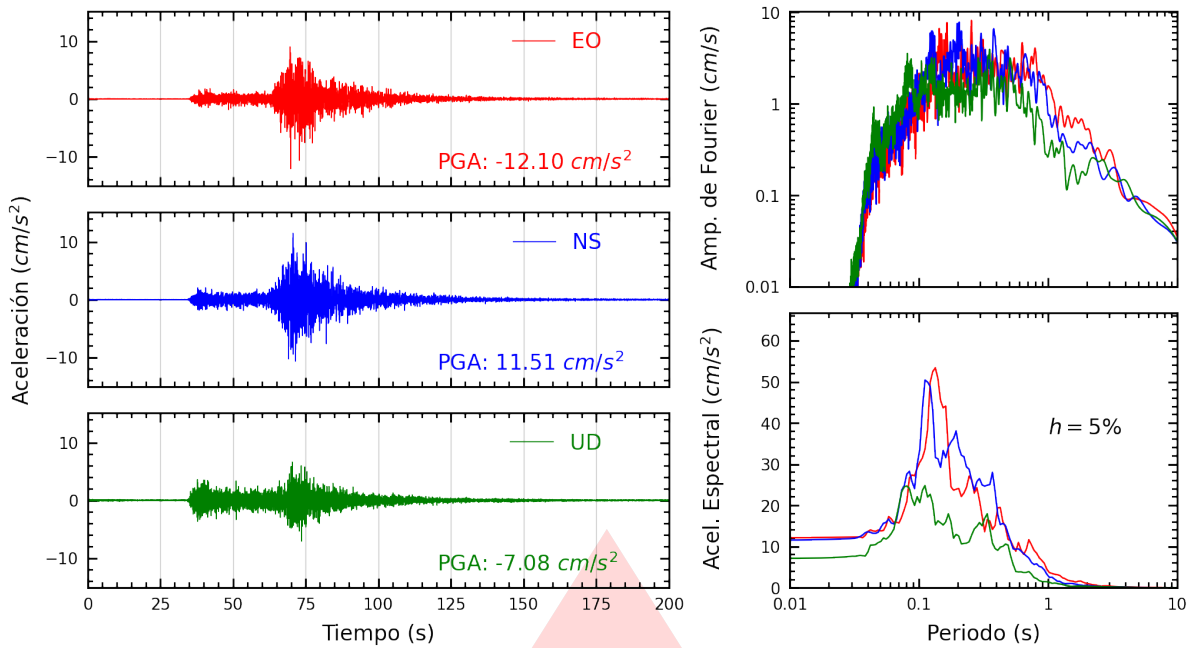 Aceleración (cm/s²)
10
0
−10
EO
PGA: -12.10 cm/s²
10
0
−10
NS
PGA: 11.51 cm/s²
10
0
−10
UD
PGA: -7.08 cm/s²
0 25 50 75 100 125 150 175 200
Tiempo (s)
Amp. de Fourier (cm/s)
10
1
0.1
0.01
Acel. Espectral (cm/s²)
60
50
40
30
20
10
0
h = 5%
0.01 0.1 1 10
Periodo (s)